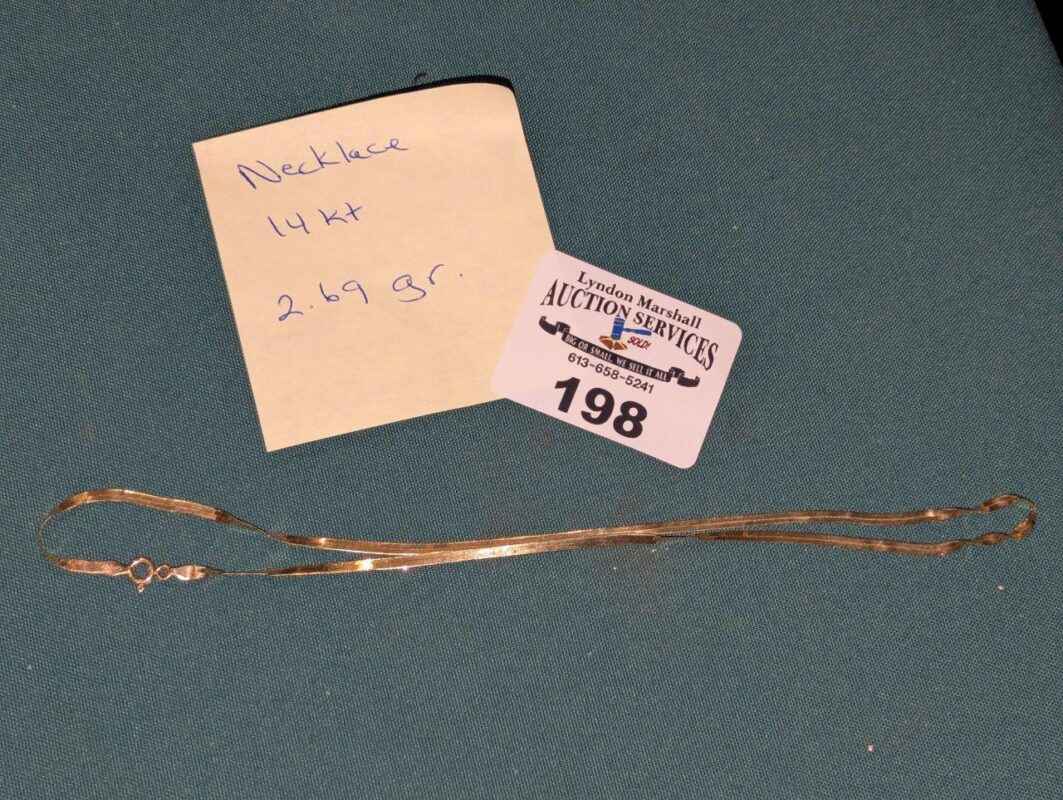 Necklace
14 kt
2.69 gr.
Lyndon Marshall
AUCTION SERVICES
SOLD!
BIG OR SMALL, WE SELL IT ALL
613-658-5241
198